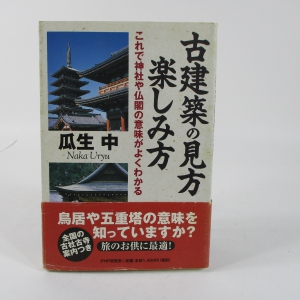 古建築の見方
楽しみ方
これで神社や仏閣の意味がよくわかる
瓜生 中
Naka Uryu
鳥居や五重塔の意味を
知っていますか?
全国の
古社古寺
案内つき
旅のお供に最適!